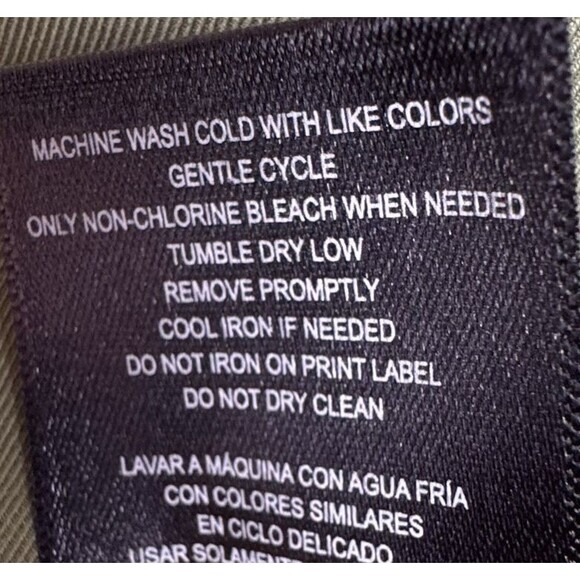 MACHINE WASH COLD WITH LIKE COLORS
GENTLE CYCLE
ONLY NON-CHLORINE BLEACH WHEN NEEDED
TUMBLE DRY LOW
REMOVE PROMPTLY
COOL IRON IF NEEDED
DO NOT IRON ON PRINT LABEL
DO NOT DRY CLEAN
LAVAR A MÁQUINA CON AGUA FRÍA
CON COLORES SIMILARES
EN CICLO DELICADO
USAR